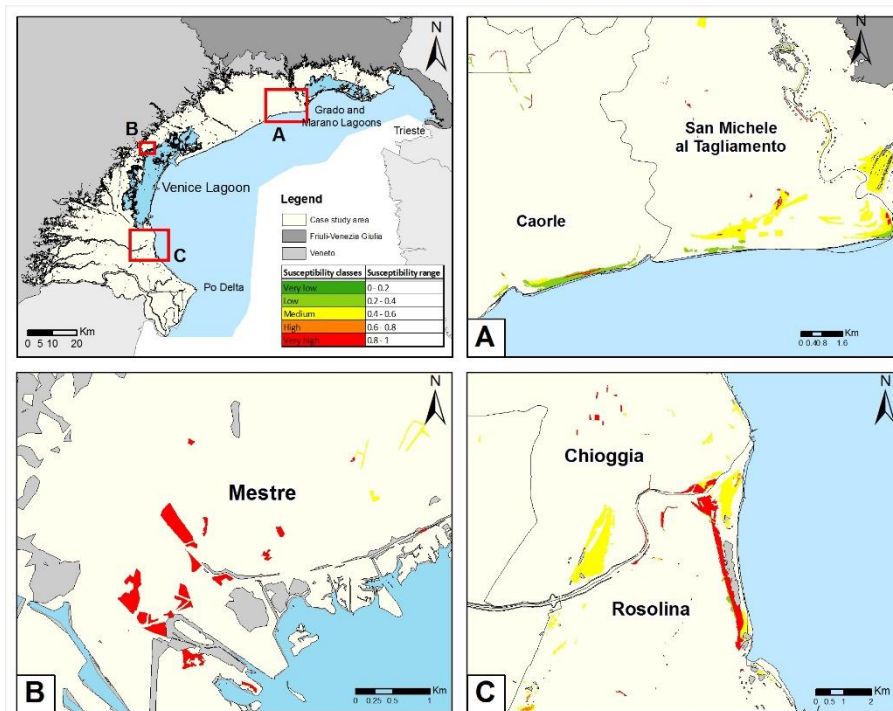 N
B
A
Grado and
Marano Lagoons
Trieste
Venice Lagoon
C
Po Delta
Legend
Case study area
Friuli-Venezia Giulia
Veneto
Susceptibility classes Susceptibility range
Very low 0 - 0.2
Low 0.2 - 0.4
Medium 0.4 - 0.6
High 0.6 - 0.8
Very high 0.8 - 1
Km
0 5 10 20
N
San Michele
al Tagliamento
Caorle
A
Km
0 0.4 0.8 1.6
N
Mestre
B
Km
0 0.25 0.5 1
N
Chioggia
Rosolina
C
Km
0 0.5 1 2